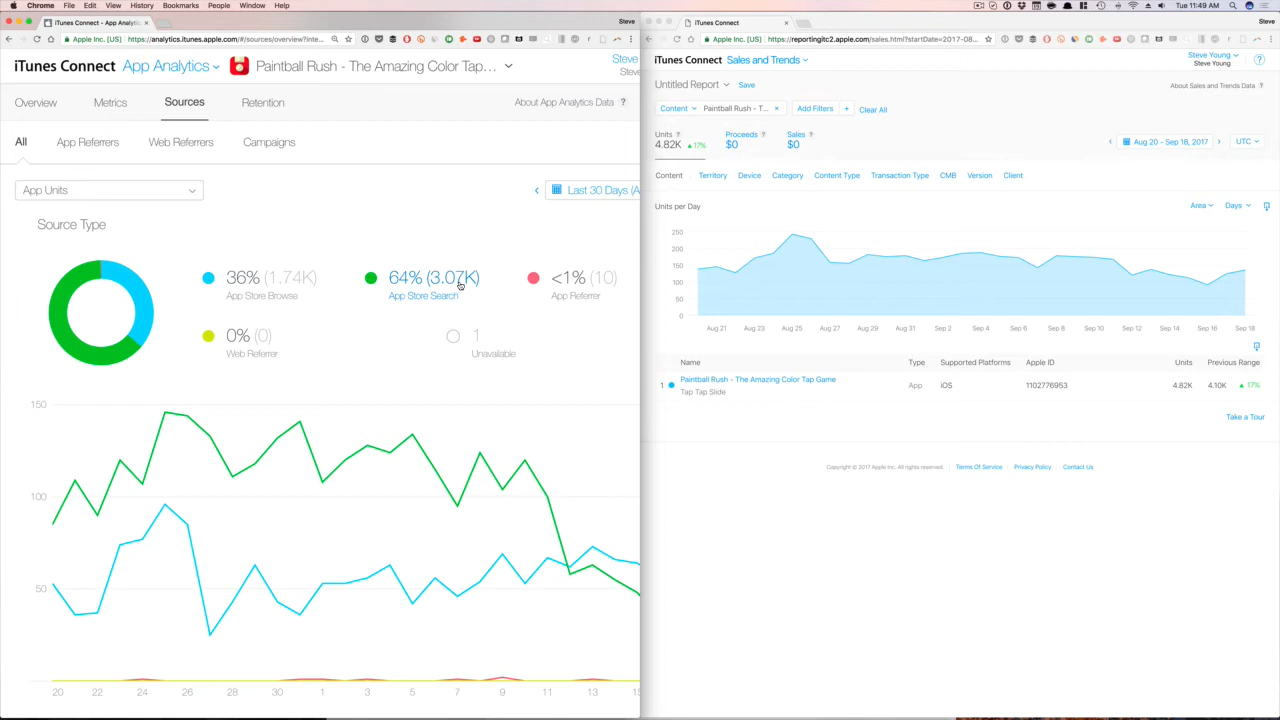 Chrome File Edit View History Bookmarks People Window Help
Tue 11:49 AM
iTunes Connect - App Analytics
Steve
Apple Inc. [US] https://analytics.itunes.apple.com/#/sources/overview?inte...
iTunes Connect App Analytics Paintball Rush - The Amazing Color Tap...
Steve
Steve
Overview Metrics Sources Retention About App Analytics Data ?
All App Referrers Web Referrers Campaigns
App Units
Last 30 Days (A
Source Type
36% (1.74K)
App Store Browse
64% (3.07K)
App Store Search
<1% (10)
App Referrer
0% (0)
Web Referrer
1
Unavailable
150
100
50
20 22 24 26 28 30 1 3 5 7 9 11 13 15
iTunes Connect
Steve
Apple Inc. [US] https://reportingitc2.apple.com/sales.html?startDate=2017-08...
iTunes Connect Sales and Trends
Steve Young
Steve Young
?
Untitled Report Save
About Sales and Trends Data ?
Content Paintball Rush - T... × Add Filters + Clear All
Units ?
4.82K 17%
Proceeds ?
$0
Sales ?
$0
Aug 20 - Sep 18, 2017
UTC
Content Territory Device Category Content Type Transaction Type CMB Version Client
Units per Day
Area Days
250
200
150
100
50
0
Aug 21 Aug 23 Aug 25 Aug 27 Aug 29 Aug 31 Sep 2 Sep 4 Sep 6 Sep 8 Sep 10 Sep 12 Sep 14 Sep 16 Sep 18
Name Type Supported Platforms Apple ID Units Previous Range
1 Paintball Rush - The Amazing Color Tap Game App iOS 1102776953 4.82K 4.10K 17%
Tap Tap Slide
Take a Tour
Copyright © 2017 Apple Inc. All rights reserved. Terms Of Service Privacy Policy Contact Us